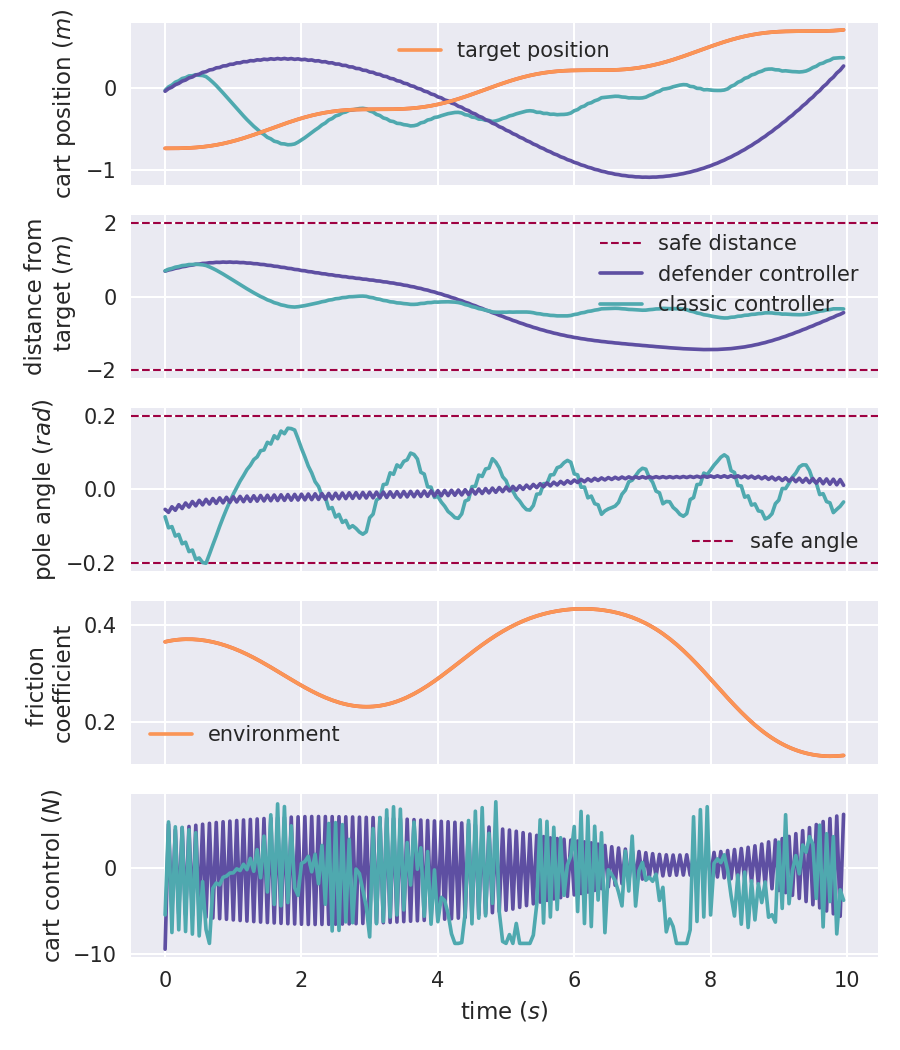 cart position (m)
0
−1
target position
distance from
target (m)
2
0
−2
safe distance
defender controller
classic controller
pole angle (rad)
0.2
0.0
−0.2
safe angle
friction
coefficient
0.4
0.2
environment
cart control (N)
0
−10
0 2 4 6 8 10
time (s)